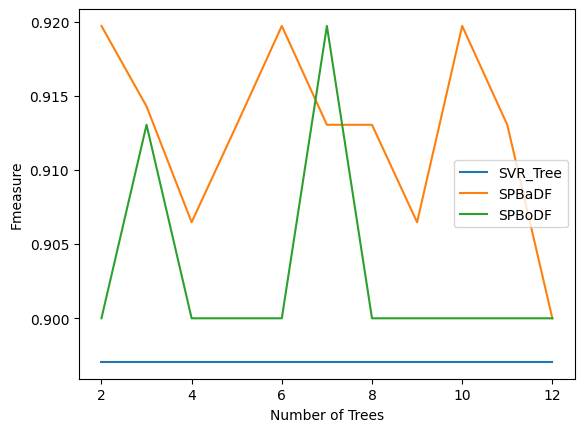 0.920
0.915
0.910
0.905
0.900
Fmeasure
SVR_Tree
SPBaDF
SPBoDF
2 4 6 8 10 12
Number of Trees